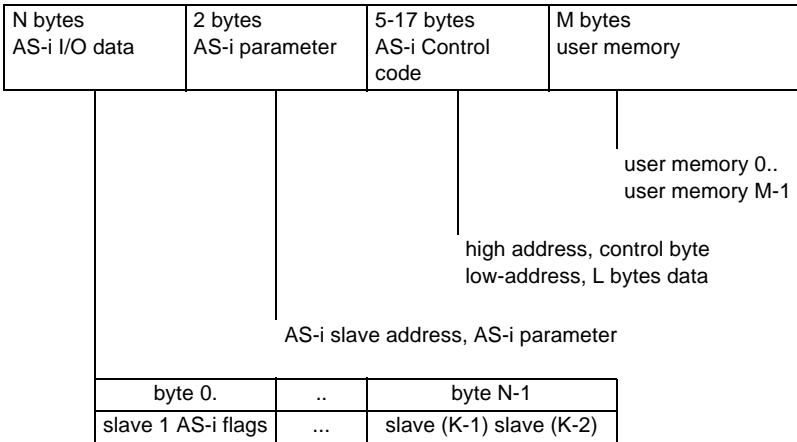 N bytes 2 bytes 5-17 bytes M bytes
AS-i I/O data AS-i parameter AS-i Control user memory
code
user memory 0..
user memory M-1
high address, control byte
low-address, L bytes data
AS-i slave address, AS-i parameter
byte 0. .. byte N-1
slave 1 AS-i flags ... slave (K-1) slave (K-2)